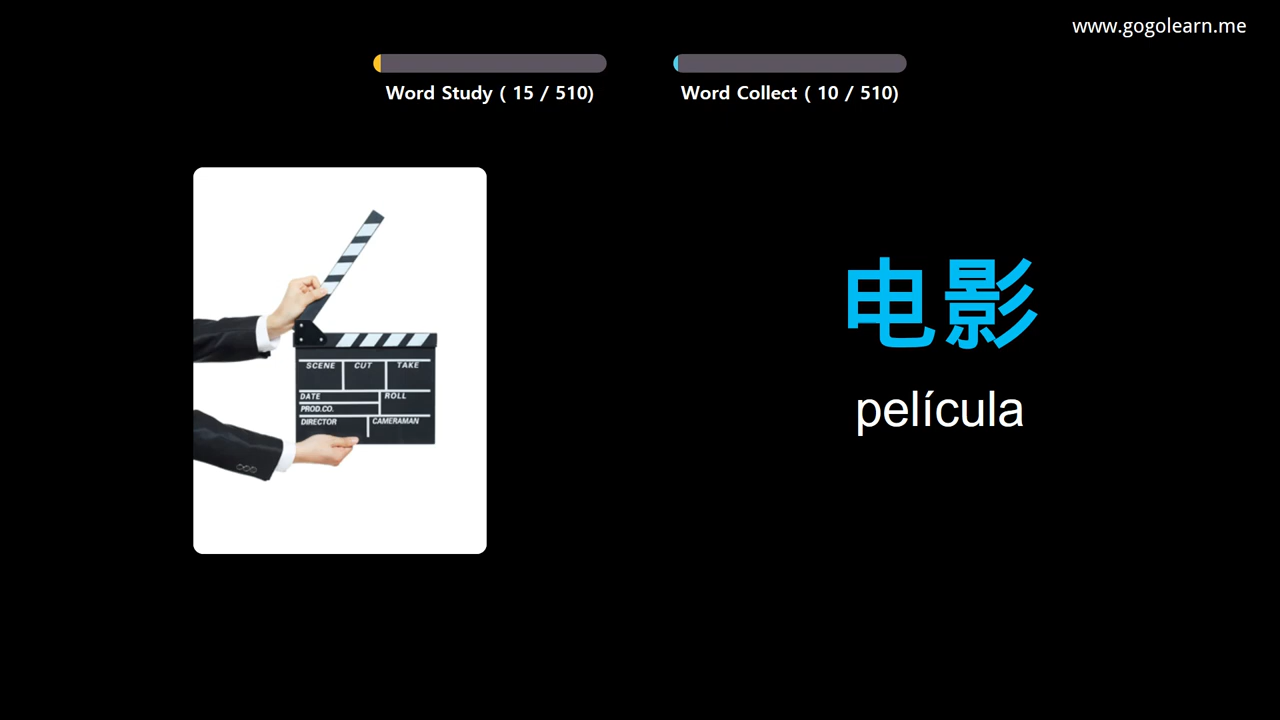 www.gogolearn.me
Word Study ( 15 / 510)
Word Collect ( 10 / 510)
电影
película
SCENE CUT TAKE
DATE ROLL
PROD.CO.
DIRECTOR CAMERAMAN